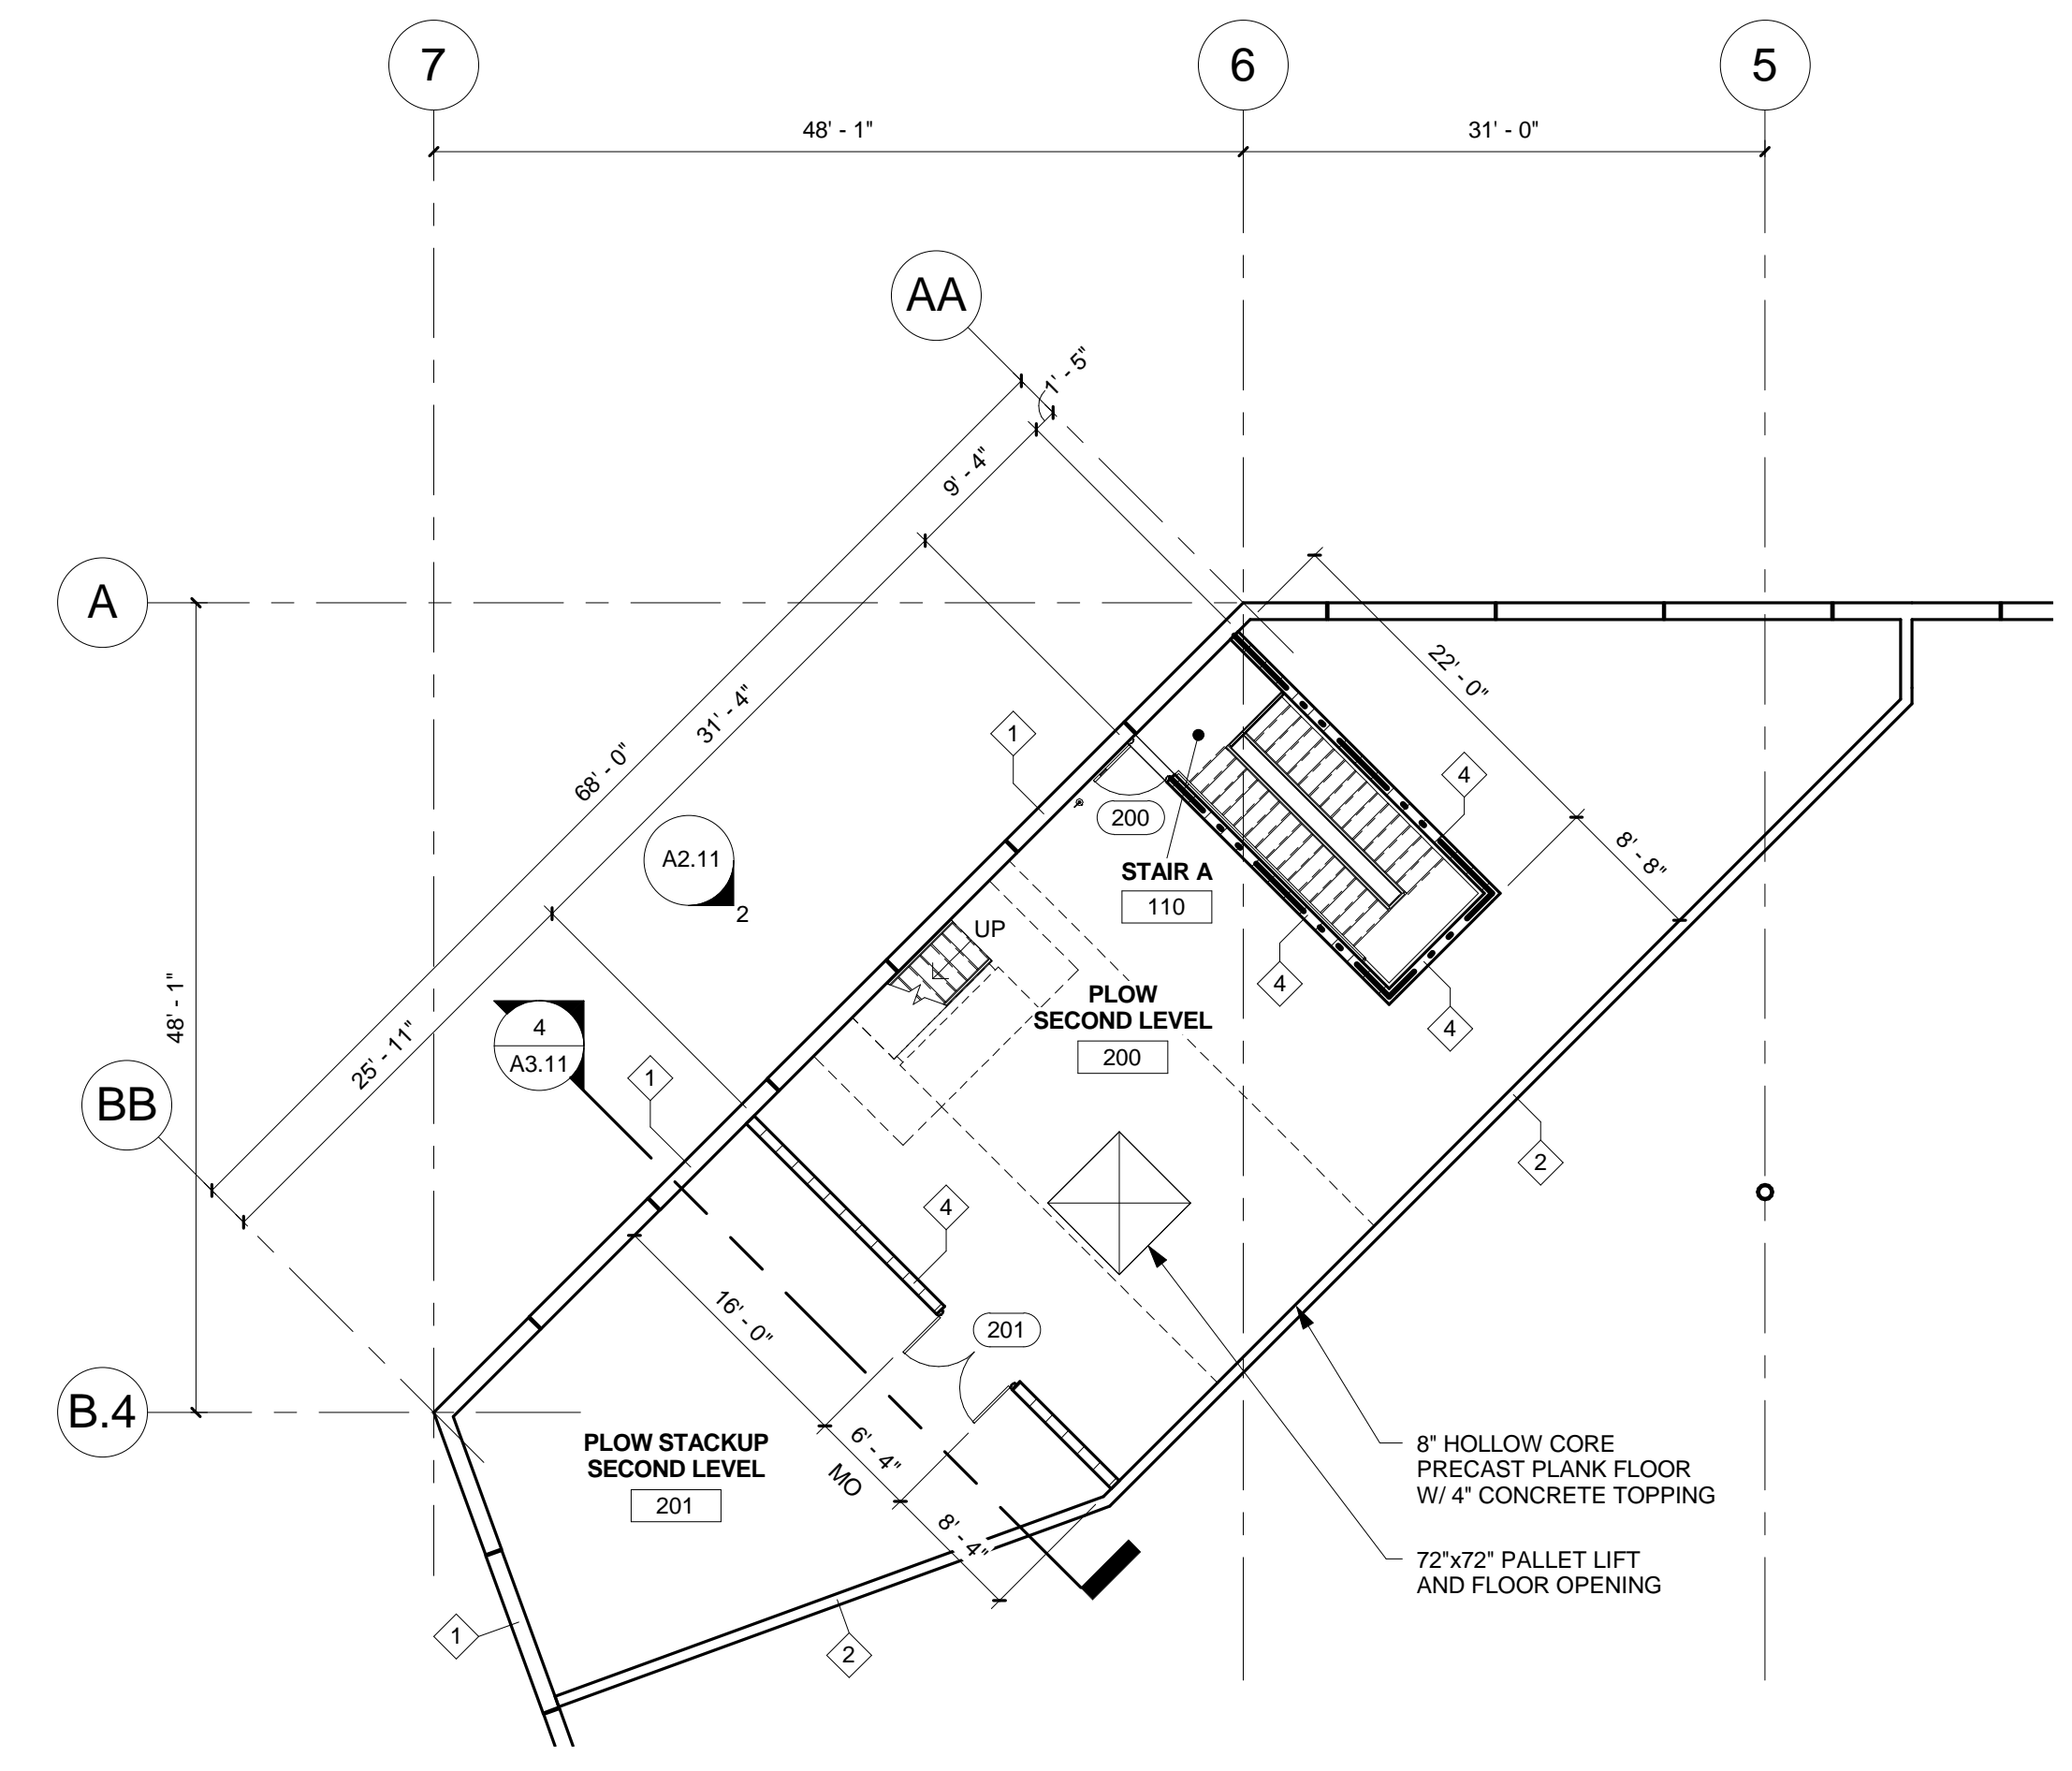 7
6
5
48' - 1"
31' - 0"
AA
1' - 5"
9' - 4"
A
22' - 0"
31' - 4"
68' - 0"
1
4
8' - 8"
200
A2.11
2
STAIR A
110
UP
4
PLOW
SECOND LEVEL
200
4
48' - 1"
4
A3.11
25' - 11"
1
BB
2
4
16' - 0"
201
B.4
6' - 4"
MO
PLOW STACKUP
SECOND LEVEL
201
8' - 4"
8" HOLLOW CORE
PRECAST PLANK FLOOR
W/ 4" CONCRETE TOPPING
72"x72" PALLET LIFT
AND FLOOR OPENING
1
2